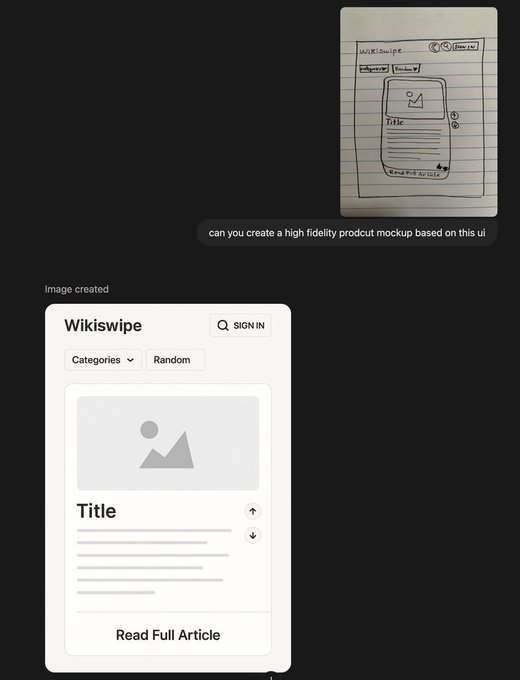 Wikiswipe
SIGN IN
Categories
Random
Title
Read Full Article
can you create a high fidelity prodcut mockup based on this ui
Image created
Wikiswipe
SIGN IN
Categories
Random
Title
Read Full Article